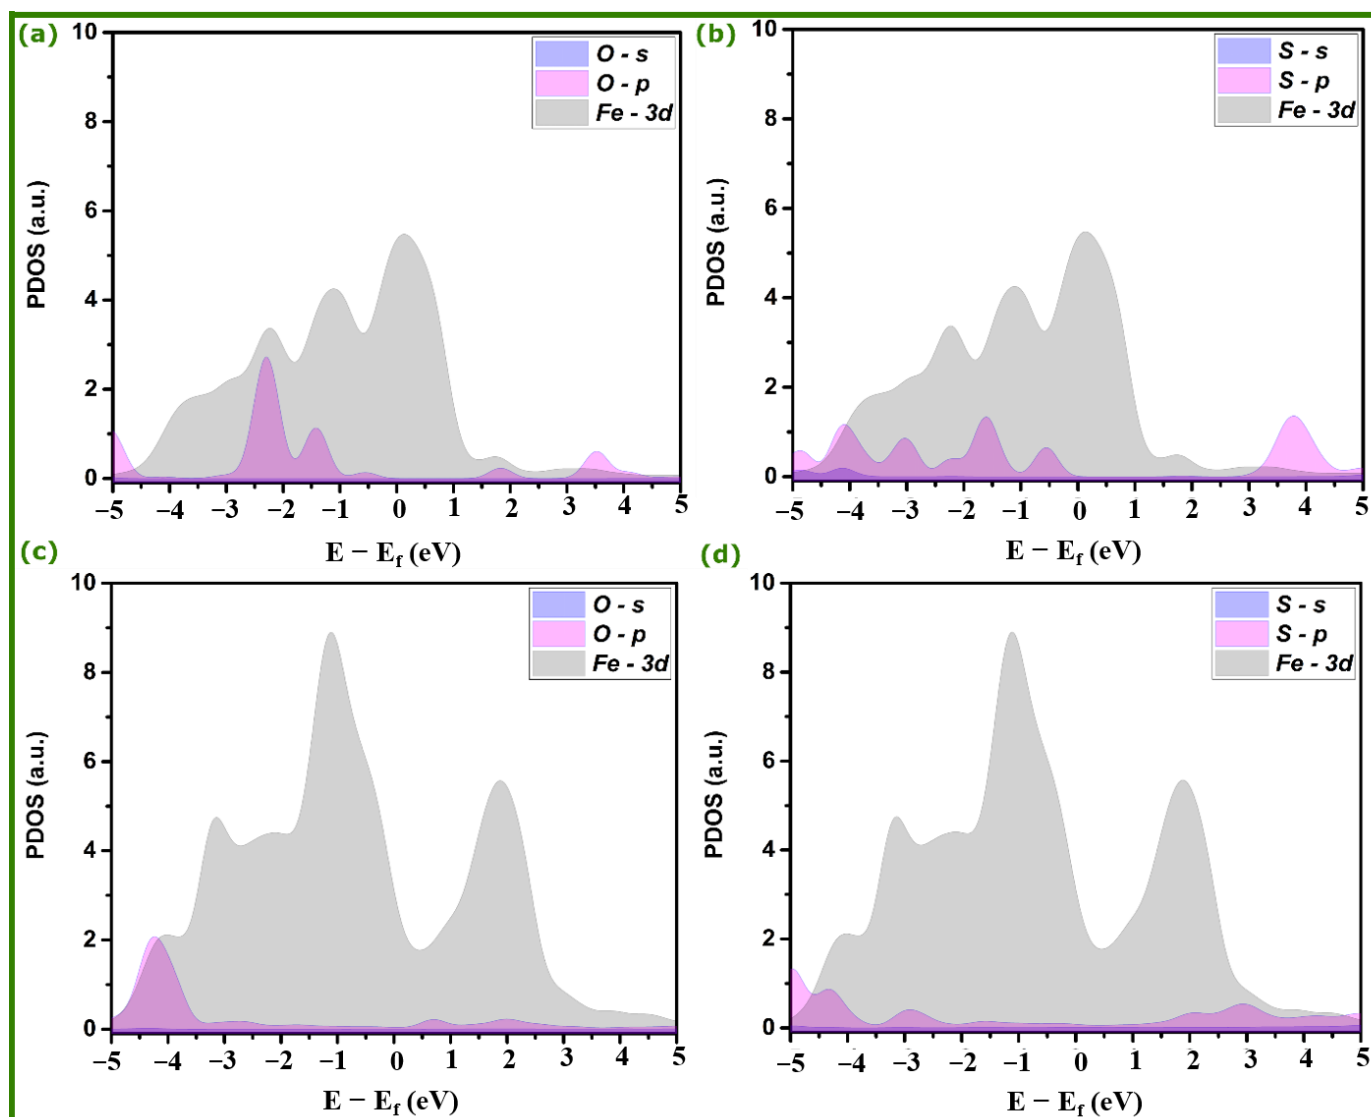 (a)
10
8
6
4
2
0
PDOS (a.u.)
O - s
O - p
Fe - 3d
−5 −4 −3 −2 −1 0 1 2 3 4 5
E − Ef (eV)
(b)
10
8
6
4
2
0
PDOS (a.u.)
S - s
S - p
Fe - 3d
−5 −4 −3 −2 −1 0 1 2 3 4 5
E − Ef (eV)
(c)
10
8
6
4
2
0
PDOS (a.u.)
O - s
O - p
Fe - 3d
−5 −4 −3 −2 −1 0 1 2 3 4 5
E − Ef (eV)
(d)
10
8
6
4
2
0
PDOS (a.u.)
S - s
S - p
Fe - 3d
−5 −4 −3 −2 −1 0 1 2 3 4 5
E − Ef (eV)